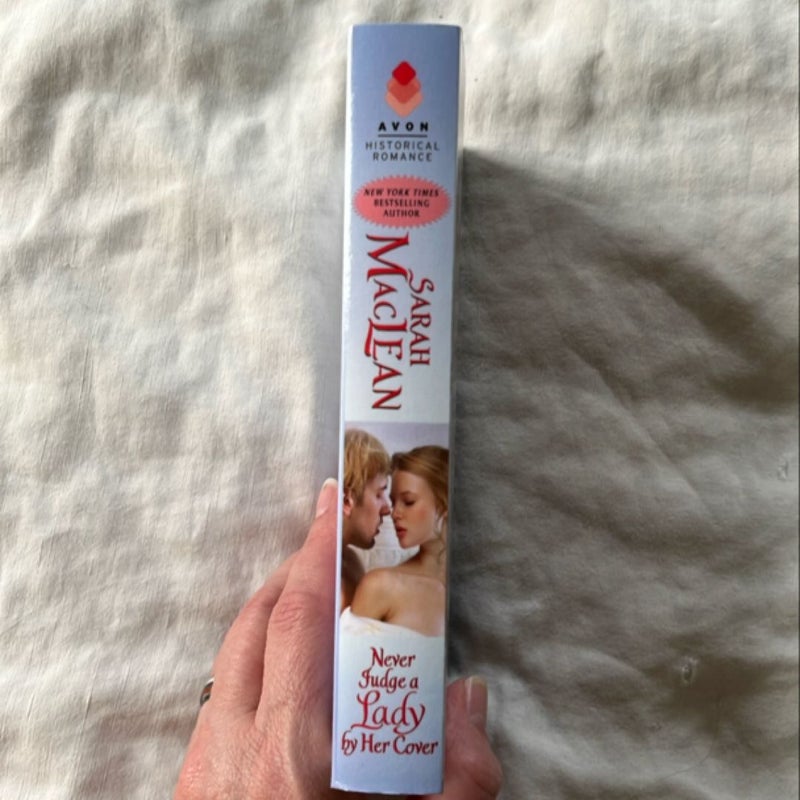 AVON
HISTORICAL
ROMANCE
NEW YORK TIMES
BESTSELLING
AUTHOR
SARAH
MACLEAN
Never
Judge a
Lady
by Her Cover